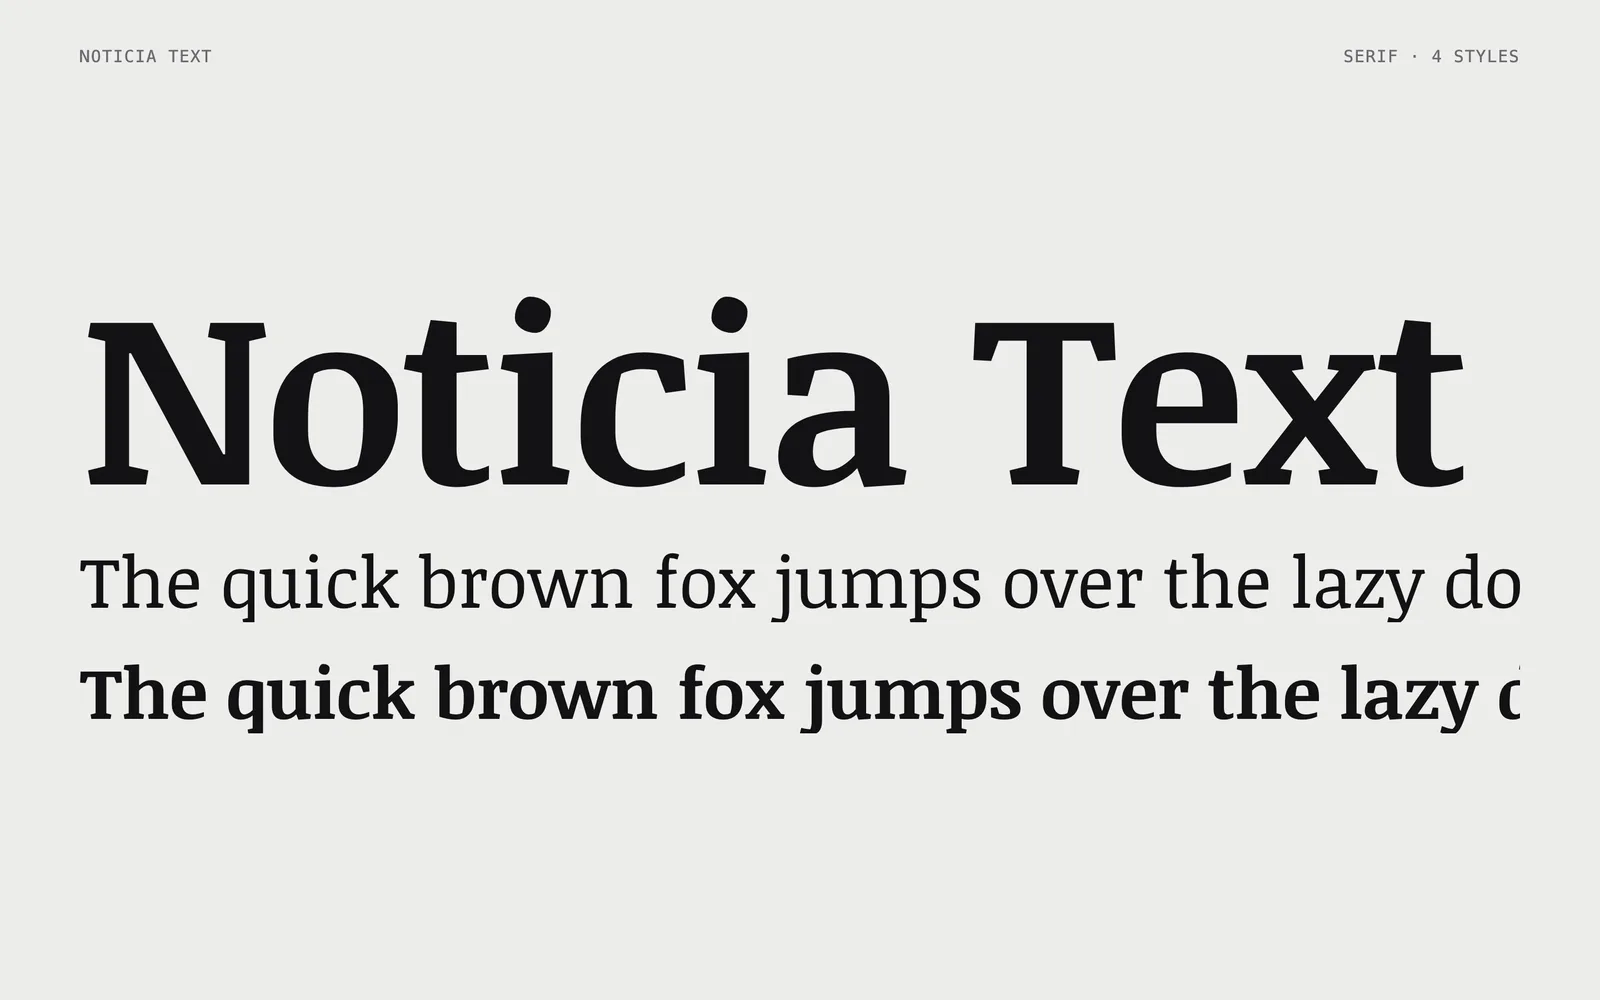 NOTICIA TEXT
SERIF · 4 STYLES
Noticia Text
The quick brown fox jumps over the lazy do
The quick brown fox jumps over the lazy